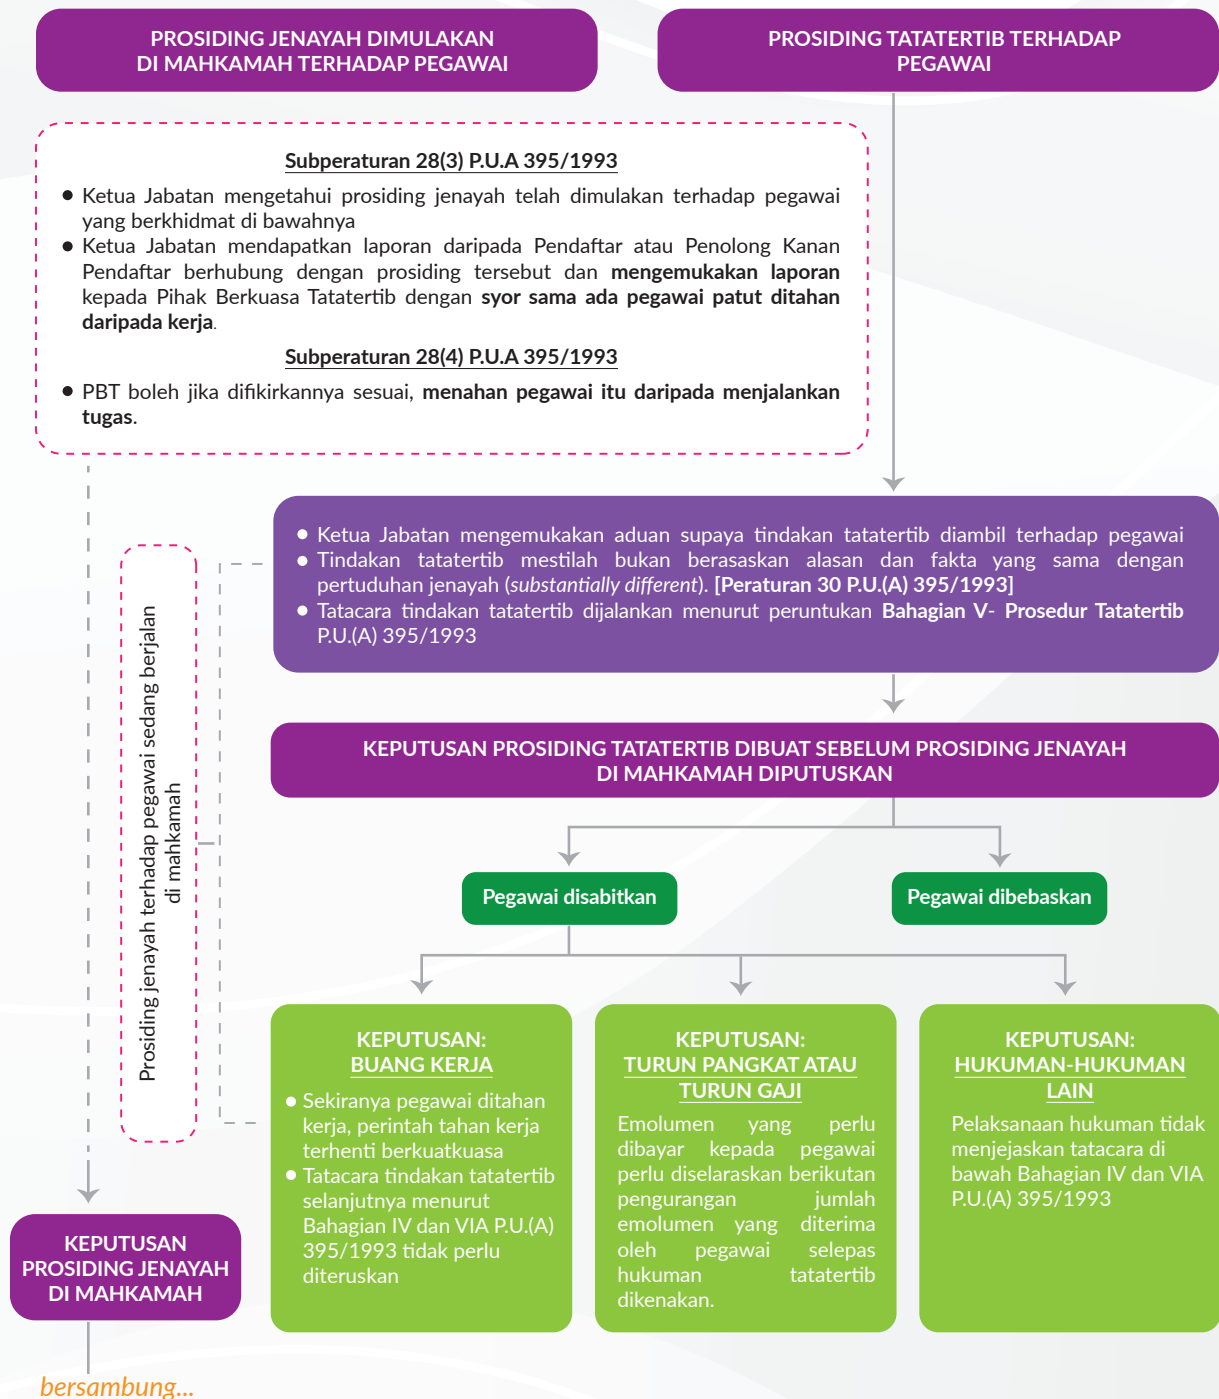 PROSIDING JENAYAH DIMULAKAN
DI MAHKAMAH TERHADAP PEGAWAI
PROSIDING TATATERTIB TERHADAP
PEGAWAI
Subperaturan 28(3) P.U.A 395/1993
● Ketua Jabatan mengetahui prosiding jenayah telah dimulakan terhadap pegawai
yang berkhidmat di bawahnya
● Ketua Jabatan mendapatkan laporan daripada Pendaftar atau Penolong Kanan
Pendaftar berhubung dengan prosiding tersebut dan mengemukakan laporan
kepada Pihak Berkuasa Tatatertib dengan syor sama ada pegawai patut ditahan
daripada kerja.
Subperaturan 28(4) P.U.A 395/1993
● PBT boleh jika difikirkannya sesuai, menahan pegawai itu daripada menjalankan
tugas.
● Ketua Jabatan mengemukakan aduan supaya tindakan tatatertib diambil terhadap pegawai
● Tindakan tatatertib mestilah bukan berasaskan alasan dan fakta yang sama dengan
pertuduhan jenayah (substantially different). [Peraturan 30 P.U.(A) 395/1993]
● Tatacara tindakan tatatertib dijalankan menurut peruntukan Bahagian V- Prosedur Tatatertib
P.U.(A) 395/1993
Prosiding jenayah terhadap pegawai sedang berjalan
di mahkamah
KEPUTUSAN PROSIDING TATATERTIB DIBUAT SEBELUM PROSIDING JENAYAH
DI MAHKAMAH DIPUTUSKAN
Pegawai disabitkan
Pegawai dibebaskan
KEPUTUSAN:
BUANG KERJA
● Sekiranya pegawai ditahan
kerja, perintah tahan kerja
terhenti berkuatkuasa
● Tatacara tindakan tatatertib
selanjutnya menurut
Bahagian IV dan VIA P.U.(A)
395/1993 tidak perlu
diteruskan
KEPUTUSAN:
TURUN PANGKAT ATAU
TURUN GAJI
Emolumen yang perlu
dibayar kepada pegawai
perlu diselaraskan berikutan
pengurangan jumlah
emolumen yang diterima
oleh pegawai selepas
hukuman tatatertib
dikenakan.
KEPUTUSAN:
HUKUMAN-HUKUMAN
LAIN
Pelaksanaan hukuman tidak
menjejaskan tatacara di
bawah Bahagian IV dan VIA
P.U.(A) 395/1993
KEPUTUSAN
PROSIDING JENAYAH
DI MAHKAMAH
bersambung...